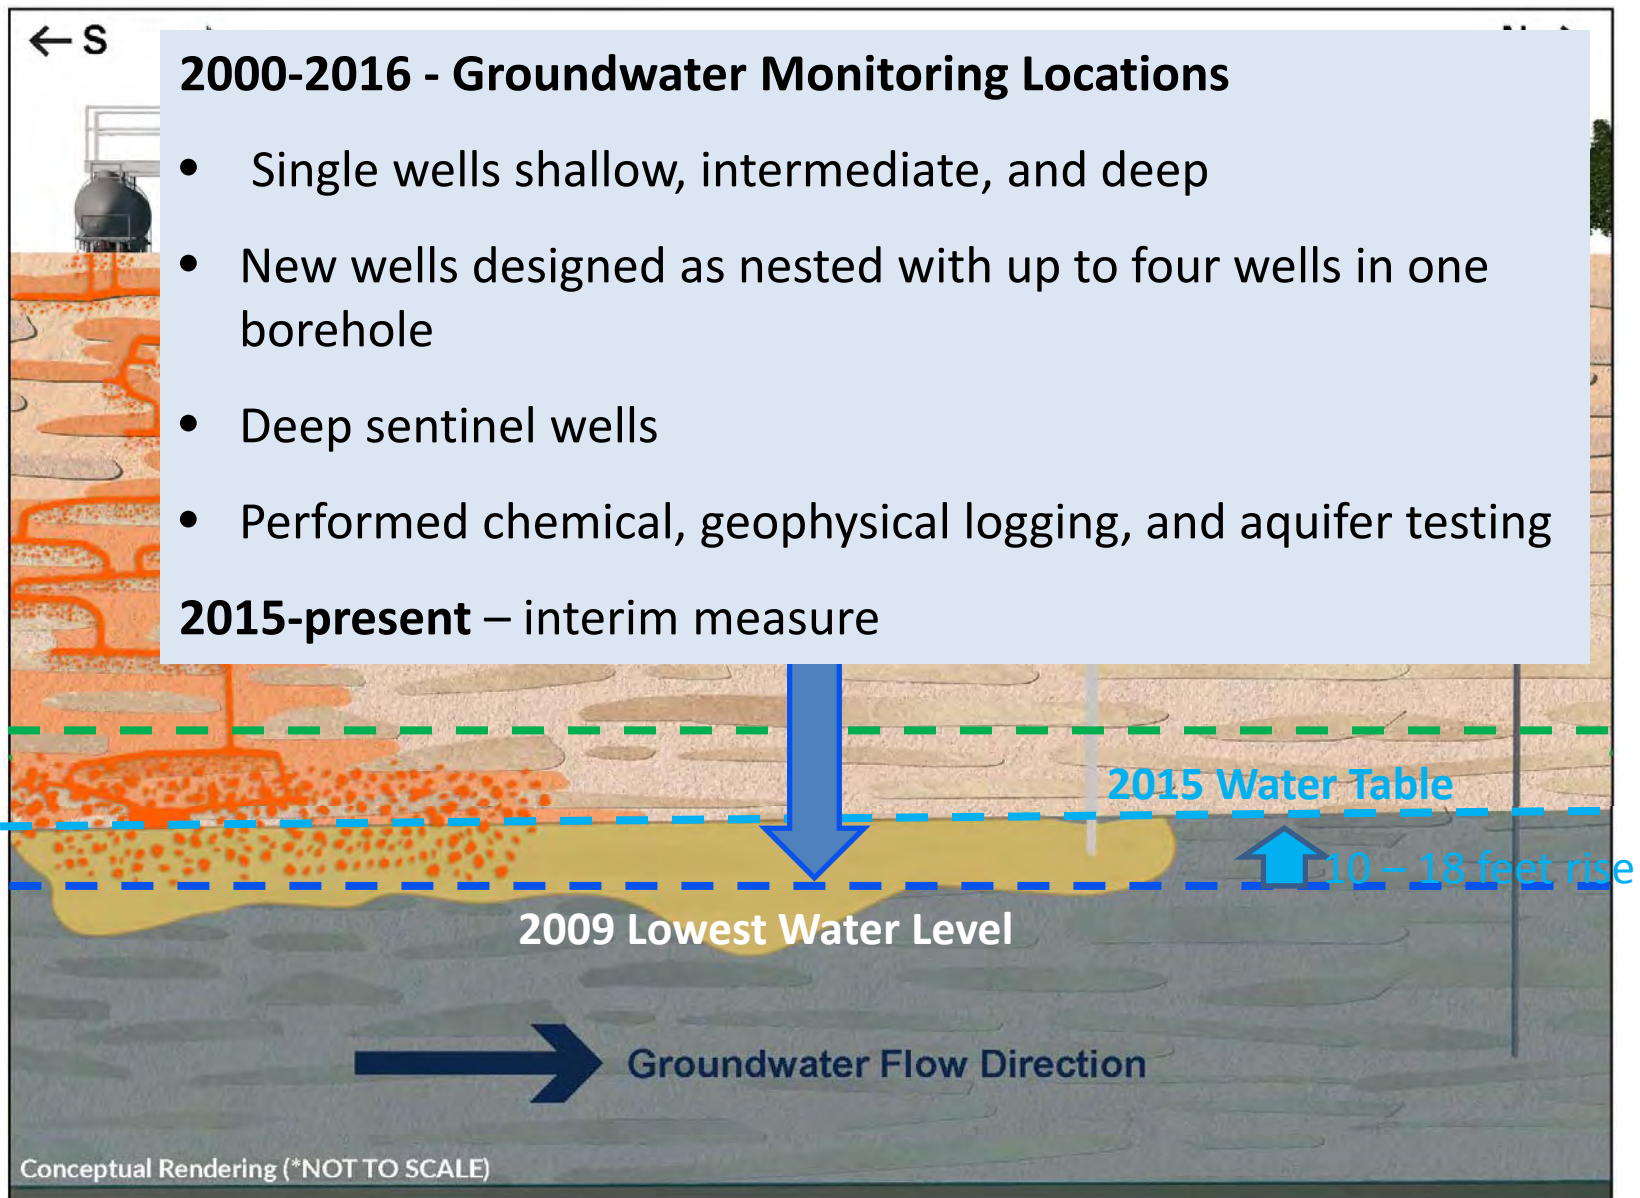 ← S
2000-2016 - Groundwater Monitoring Locations
• Single wells shallow, intermediate, and deep
• New wells designed as nested with up to four wells in one
borehole
• Deep sentinel wells
• Performed chemical, geophysical logging, and aquifer testing
2015-present – interim measure
2015 Water Table
10 – 18 feet rise
2009 Lowest Water Level
Groundwater Flow Direction
Conceptual Rendering (*NOT TO SCALE)